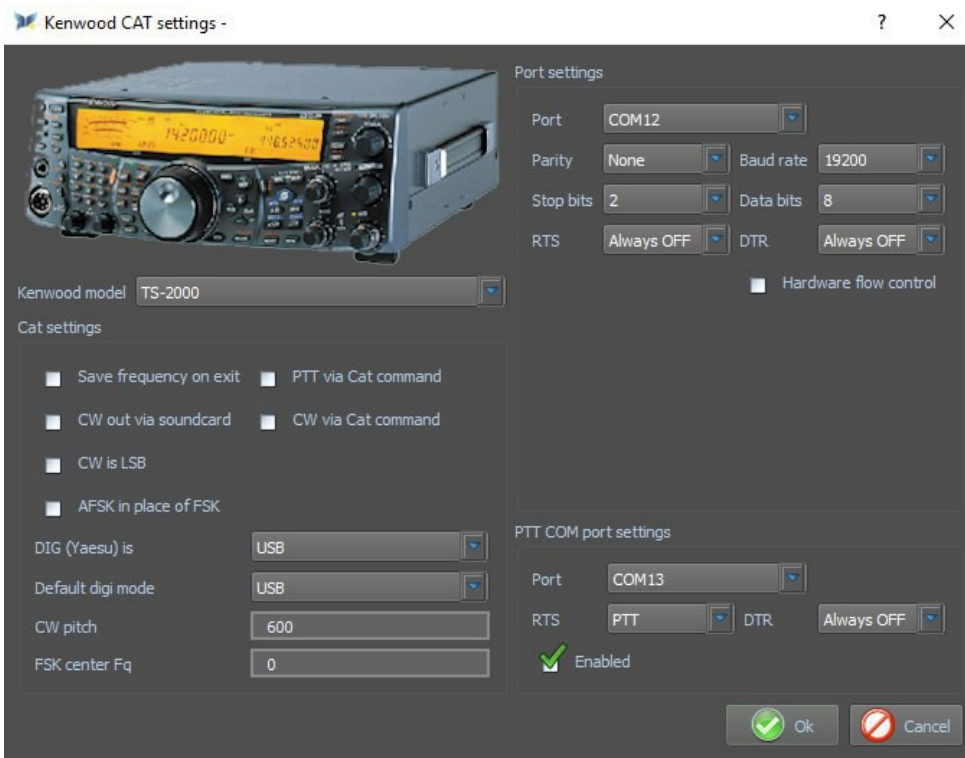 Kenwood CAT settings - ?
KENWOOD
14.200.00-
Kenwood model TS-2000
Cat settings
Save frequency on exit PTT via Cat command
CW out via soundcard CW via Cat command
CW is LSB
AFSK in place of FSK
DIG (Yaesu) is USB
Default digi mode USB
CW pitch 600
FSK center Fq 0
Port settings
Port COM12
Parity None Baud rate 19200
Stop bits 2 Data bits 8
RTS Always OFF DTR Always OFF
Hardware flow control
PTT COM port settings
Port COM13
RTS PTT DTR Always OFF
Enabled
Ok Cancel